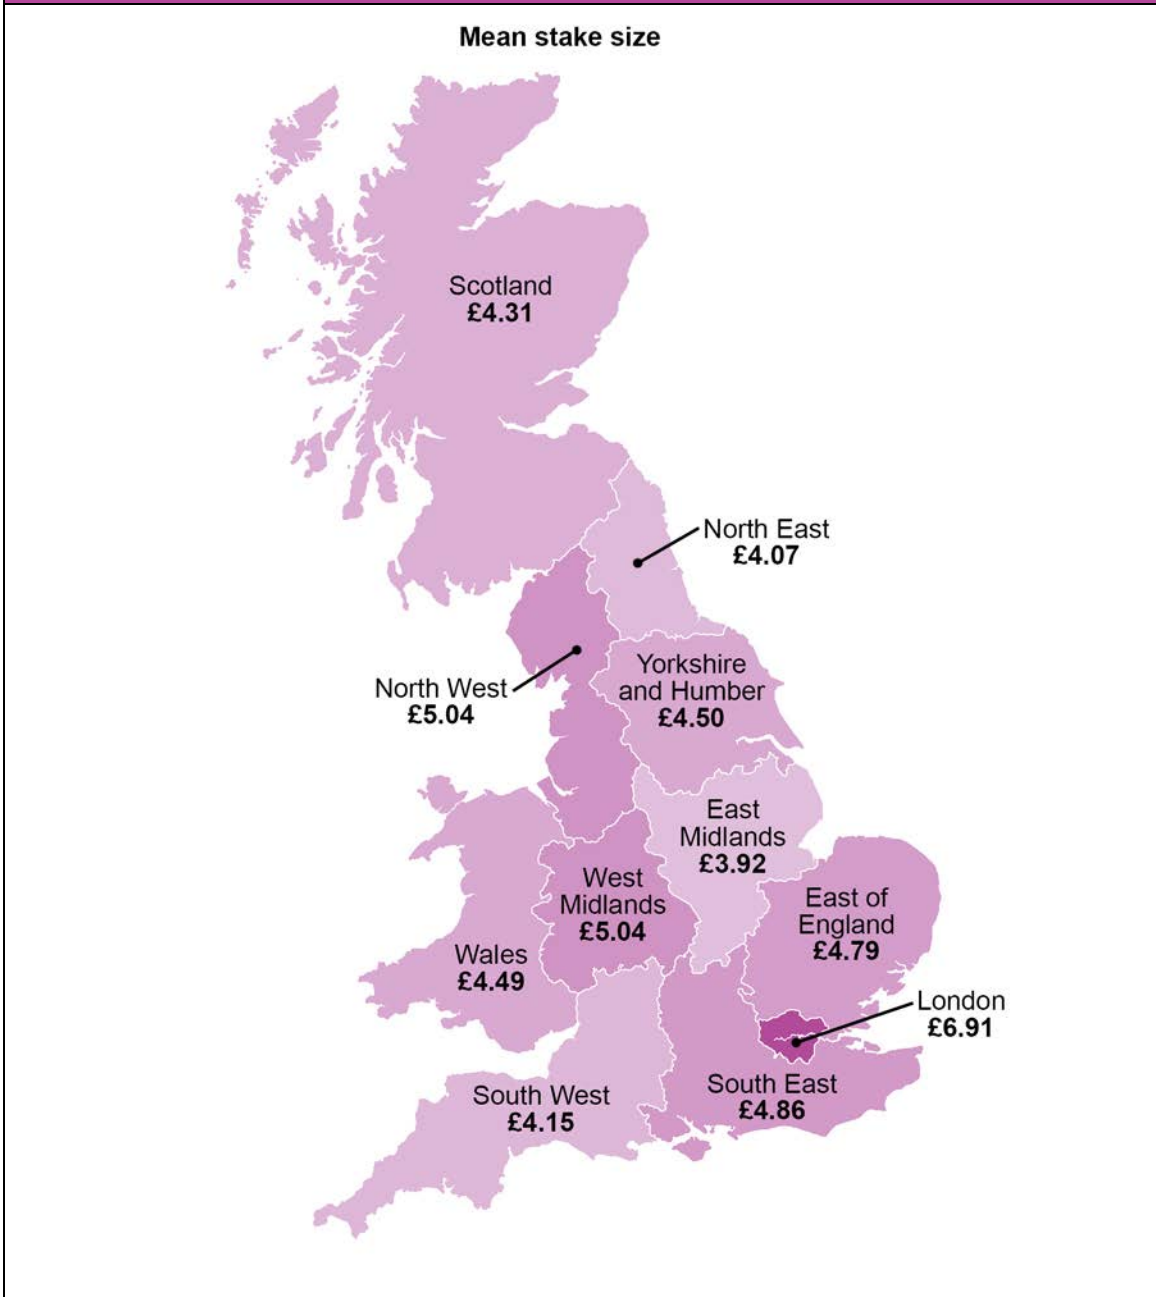 Mean stake size
Scotland
£4.31
North East
£4.07
North West
£5.04
Yorkshire
and Humber
£4.50
East
Midlands
£3.92
West
Midlands
£5.04
East of
England
£4.79
Wales
£4.49
London
£6.91
South East
£4.86
South West
£4.15